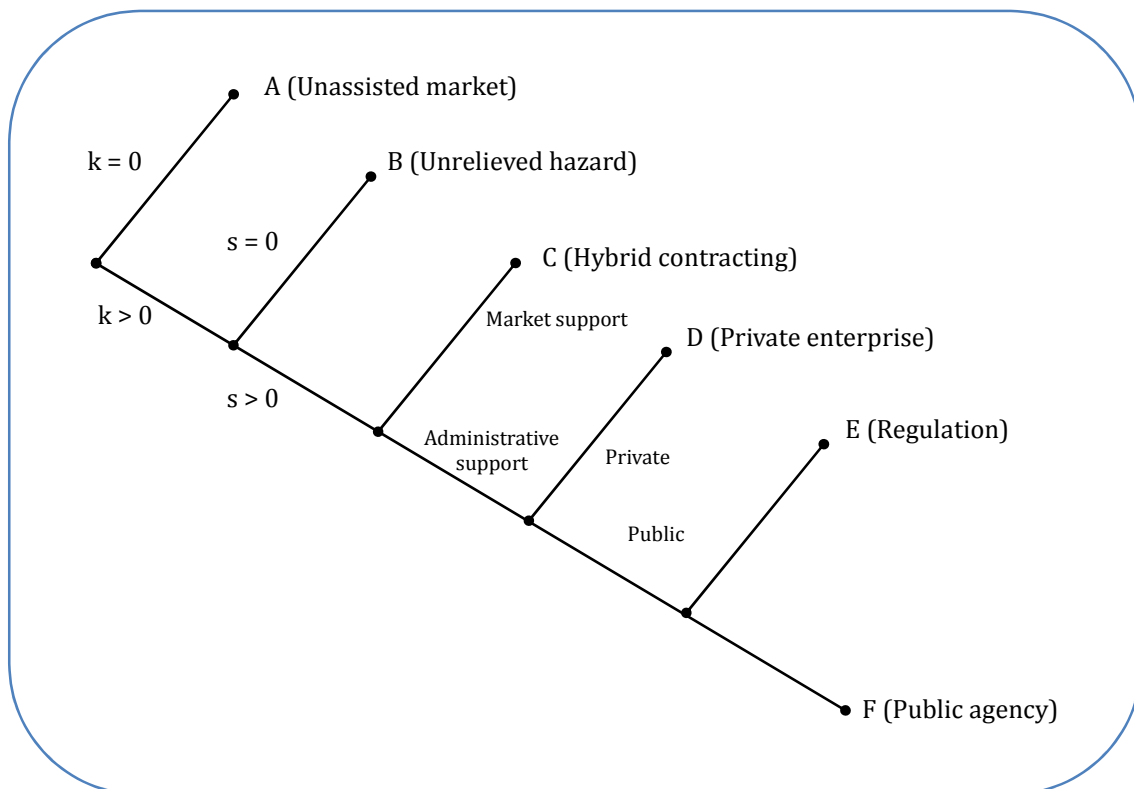 A (Unassisted market)
k = 0
B (Unrelieved hazard)
s = 0
C (Hybrid contracting)
k > 0
Market support
D (Private enterprise)
s > 0
E (Regulation)
Administrative
support
Private
Public
F (Public agency)